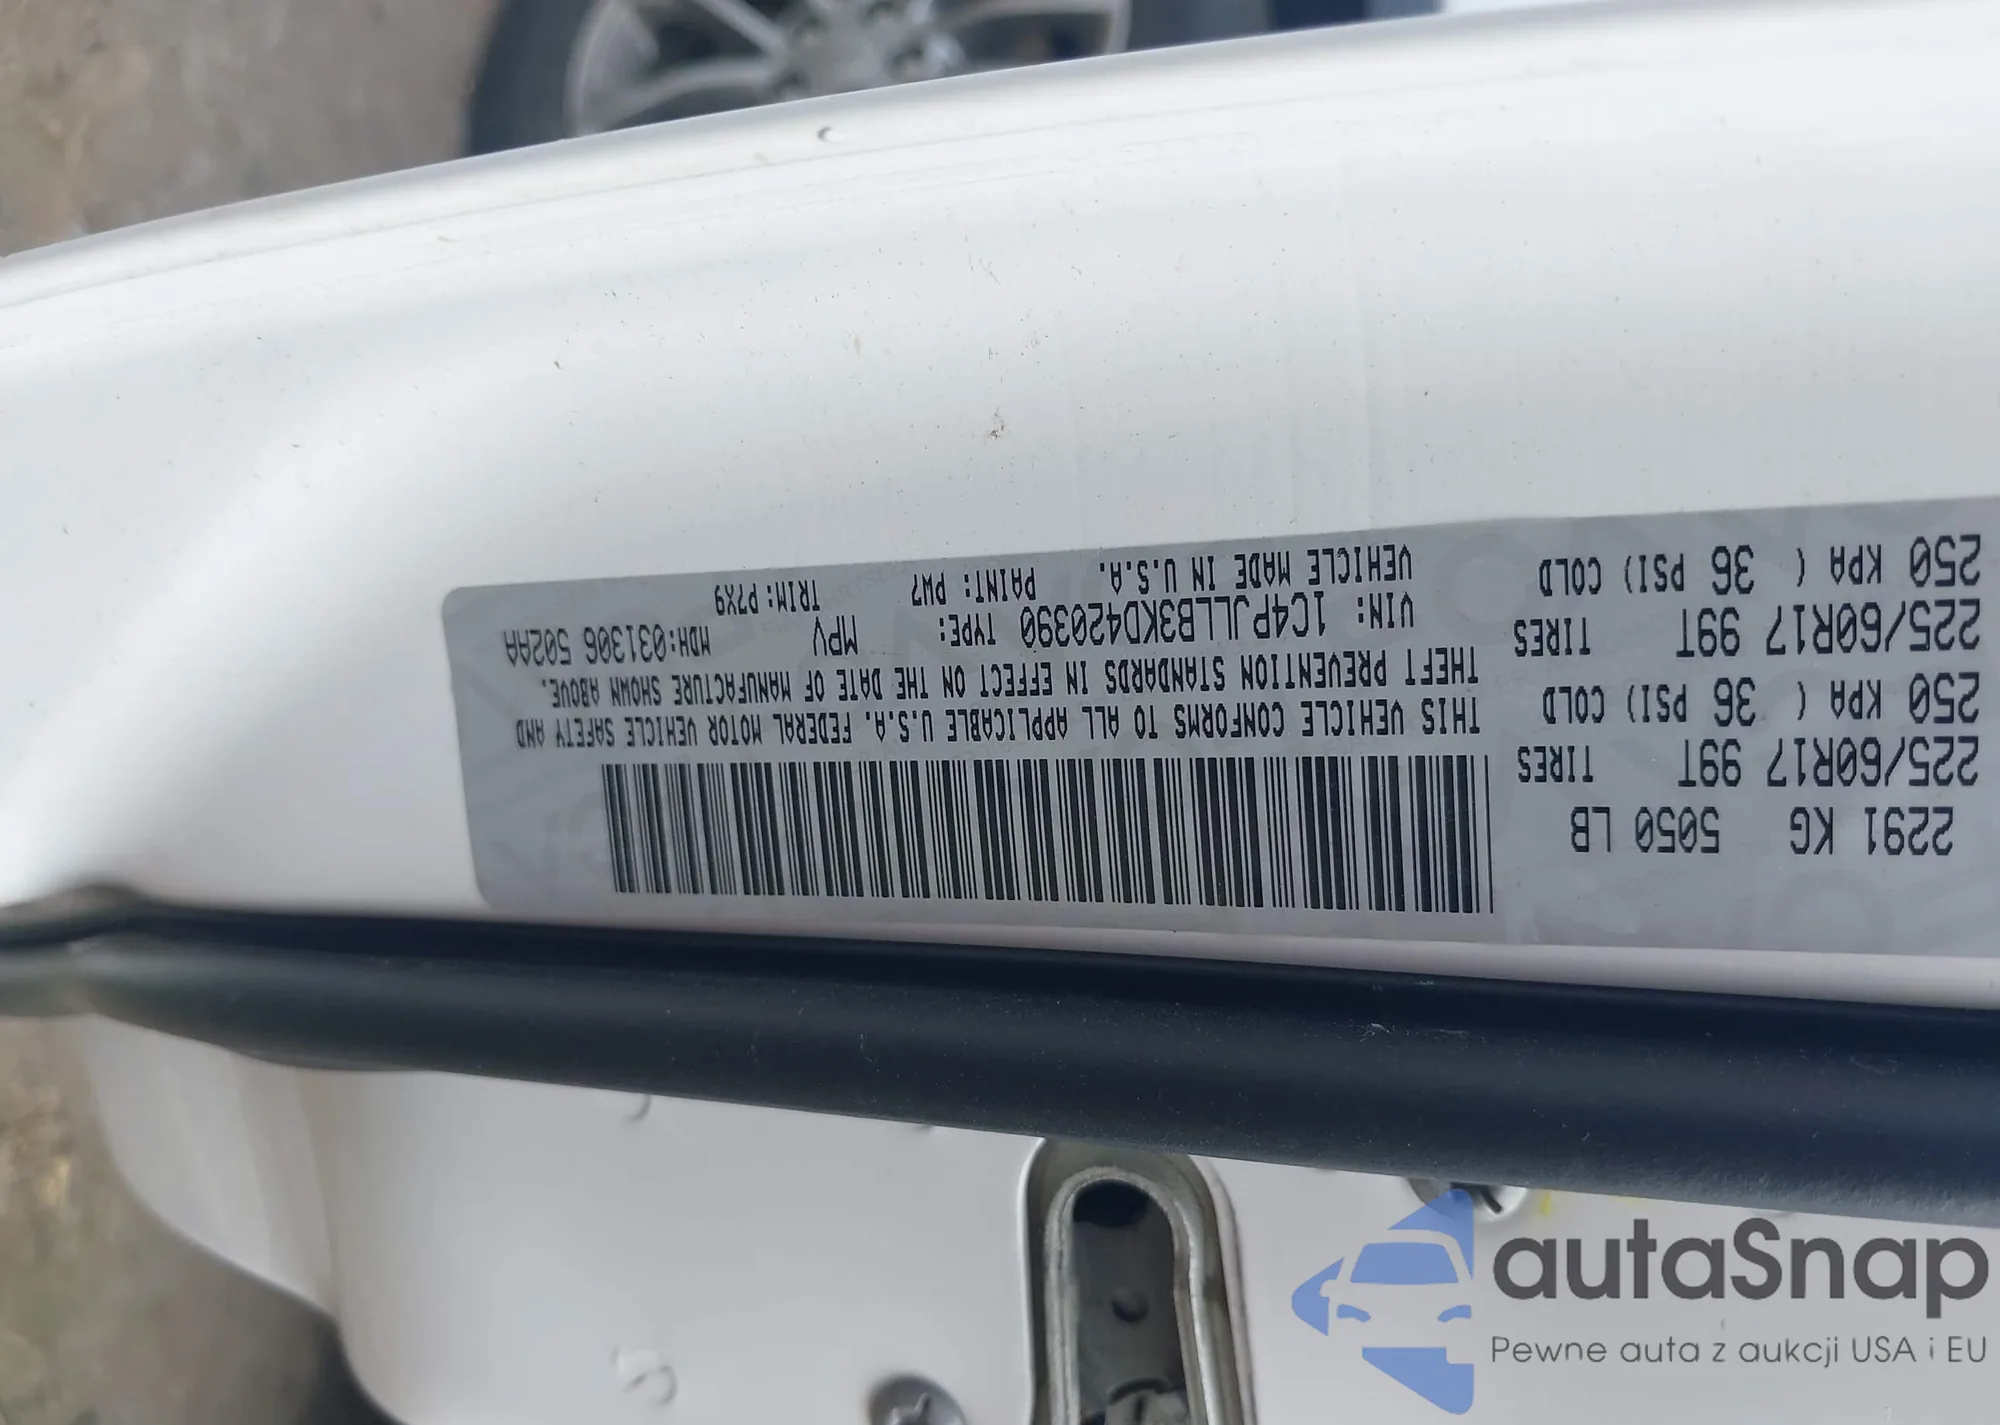 2291 KG 5050 LB
225/60R17 99T TIRES
250 KPA ( 36 PSI) COLD
225/60R17 99T TIRES
250 KPA ( 36 PSI) COLD
THIS VEHICLE CONFORMS TO ALL APPLICABLE U.S.A. FEDERAL MOTOR VEHICLE SAFETY AND
THEFT PREVENTION STANDARDS IN EFFECT ON THE DATE OF MANUFACTURE SHOWN ABOVE.
VIN: 1C4PJLLB3KD420390 TYPE: MPV MDH:031306 502AA
VEHICLE MADE IN U.S.A. PAINT: PW7 TRIM:P7X9
autaSnap
Pewne auta z aukcji USA i EU